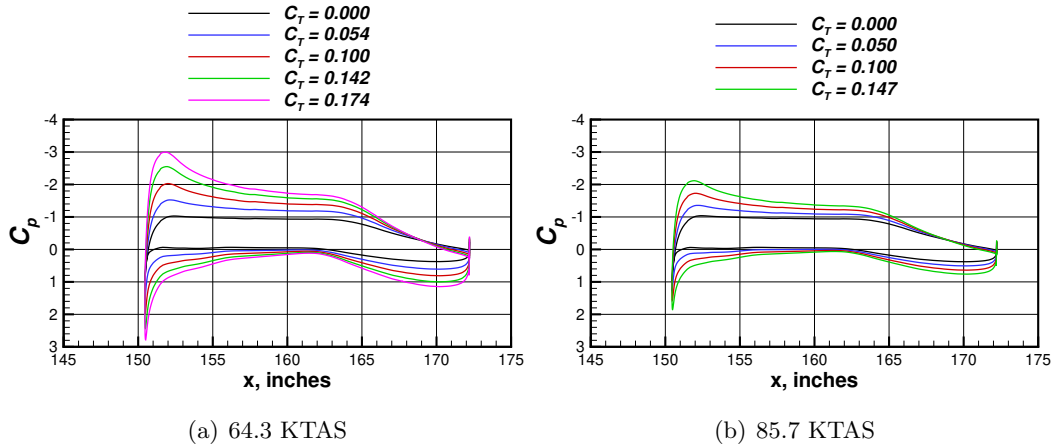 C_T = 0.000
C_T = 0.054
C_T = 0.100
C_T = 0.142
C_T = 0.174
-4
-3
-2
-1
0
1
2
3
C_p
145 150 155 160 165 170 175
x, inches
(a) 64.3 KTAS
C_T = 0.000
C_T = 0.050
C_T = 0.100
C_T = 0.147
-4
-3
-2
-1
0
1
2
3
C_p
145 150 155 160 165 170 175
x, inches
(b) 85.7 KTAS